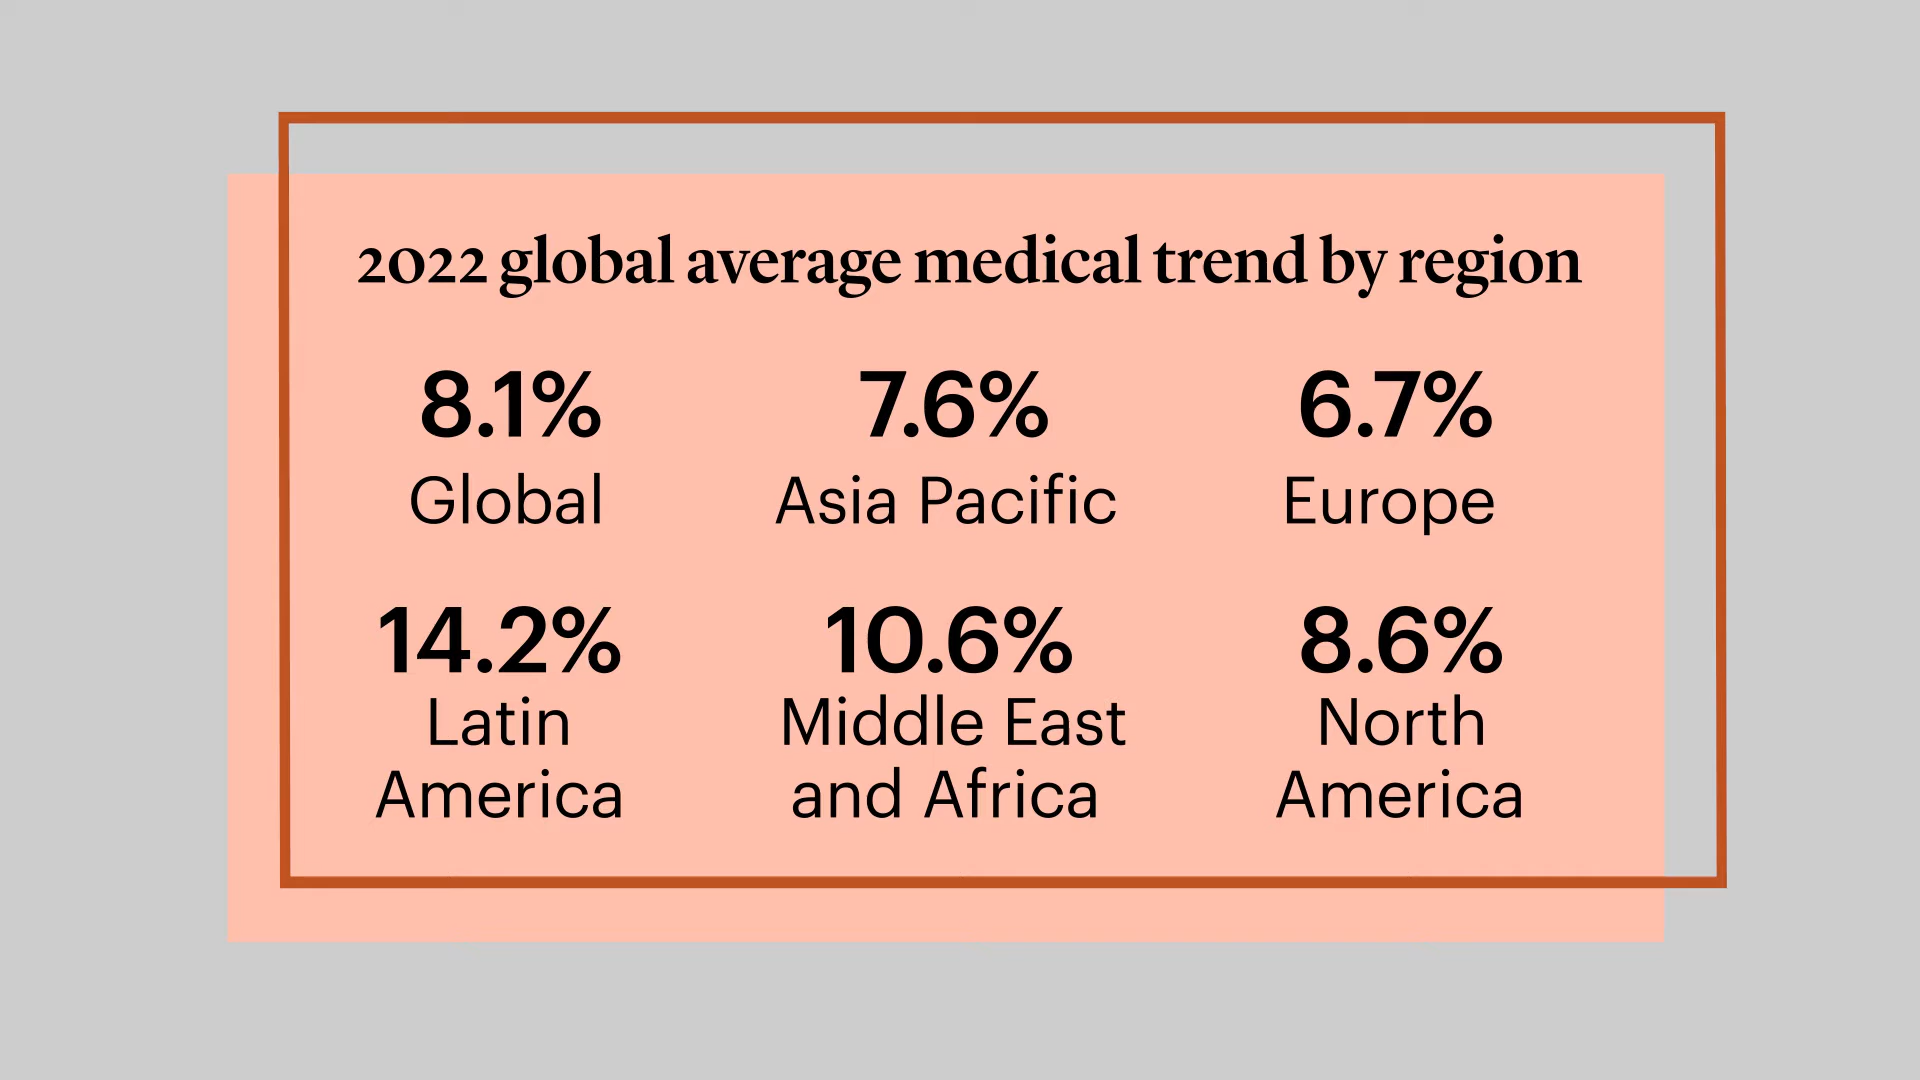 2022 global average medical trend by region
8.1%
Global
7.6%
Asia Pacific
6.7%
Europe
14.2%
Latin
America
10.6%
Middle East
and Africa
8.6%
North
America